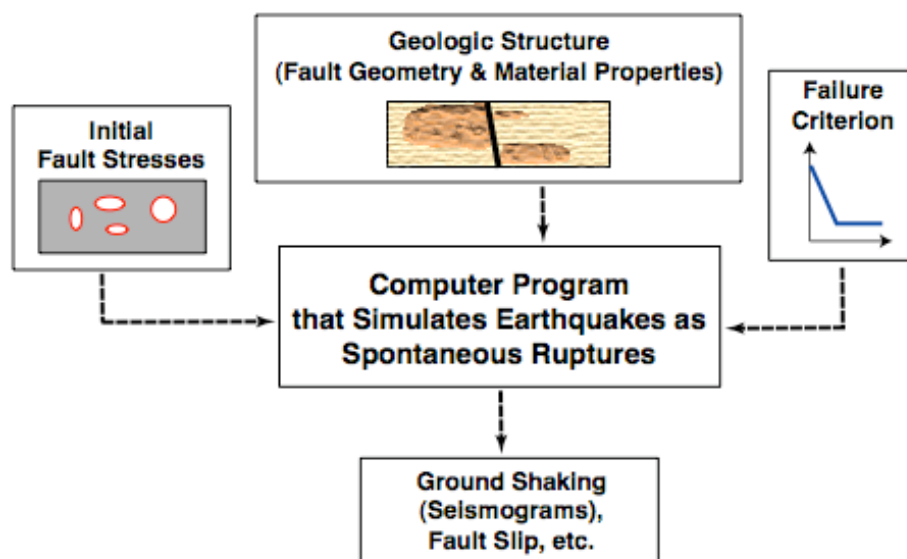 Geologic Structure
(Fault Geometry & Material Properties)
Initial
Fault Stresses
Failure
Criterion
Computer Program
that Simulates Earthquakes as
Spontaneous Ruptures
Ground Shaking
(Seismograms),
Fault Slip, etc.